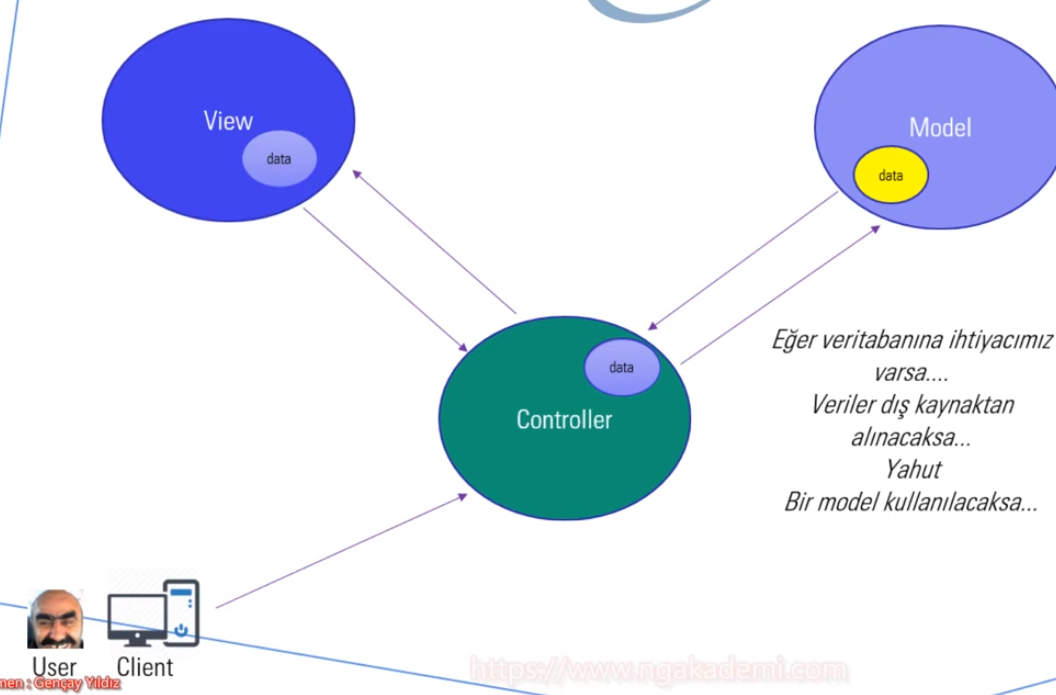 View
data
Model
data
data
Controller
Eğer veritabanına ihtiyacımız
varsa....
Veriler dış kaynaktan
alınacaksa...
Yahut
Bir model kullanılacaksa...
User
Client
men : Gençay Yıldız
https://www.ngakademi.com